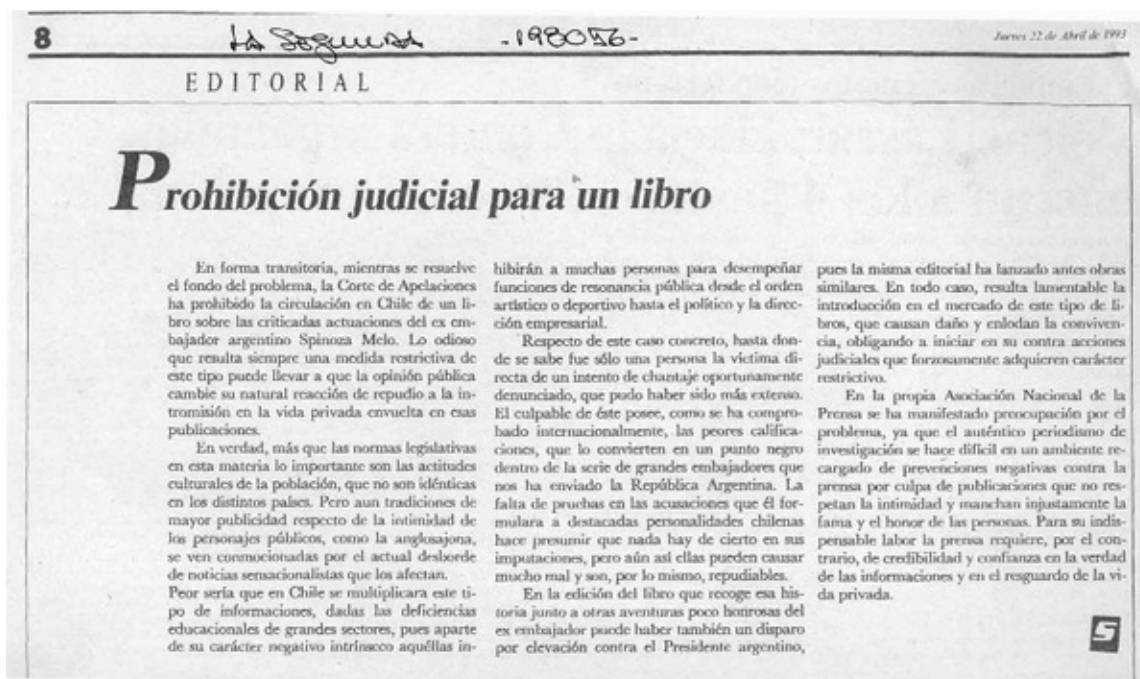 8
La Segunda -198056-
Jueves 22 de Abril de 1993
EDITORIAL
Prohibición judicial para un libro
En forma transitoria, mientras se resuelve
el fondo del problema, la Corte de Apelaciones
ha prohibido la circulación en Chile de un li-
bro sobre las criticadas actuaciones del ex em-
bajador argentino Spinoza Melo. Lo odioso
que resulta siempre una medida restrictiva de
este tipo puede llevar a que la opinión pública
cambie su natural reacción de repudio a la in-
tromisión en la vida privada envuelta en esas
publicaciones.
En verdad, más que las normas legislativas
en esta materia lo importante son las actitudes
culturales de la población, que no son idénticas
en los distintos países. Pero aun tradiciones de
mayor publicidad respecto de la intimidad de
los personajes públicos, como la anglosajona,
se ven conmocionadas por el actual desborde
de noticias sensacionalistas que los afectan.
Peor sería que en Chile se multiplicara este ti-
po de informaciones, dadas las deficiencias
educacionales de grandes sectores, pues aparte
de su carácter negativo intrínseco aquéllas in-
hibirán a muchas personas para desempeñar
funciones de resonancia pública desde el orden
artístico o deportivo hasta el político y la direc-
ción empresarial.
Respecto de este caso concreto, hasta don-
de se sabe fue sólo una persona la víctima di-
recta de un intento de chantaje oportunamente
denunciado, que pudo haber sido más extenso.
El culpable de éste posee, como se ha compro-
bado internacionalmente, las peores califica-
ciones, que lo convierten en un punto negro
dentro de la serie de grandes embajadores que
nos ha enviado la República Argentina. La
falta de pruebas en las acusaciones que él for-
mulara a destacadas personalidades chilenas
hace presumir que nada hay de cierto en sus
imputaciones, pero aún así ellas pueden causar
mucho mal y son, por lo mismo, repudiables.
En la edición del libro que recoge esa his-
toria junto a otras aventuras poco honrosas del
ex embajador puede haber también un disparo
por elevación contra el Presidente argentino,
pues la misma editorial ha lanzado antes obras
similares. En todo caso, resulta lamentable la
introducción en el mercado de este tipo de li-
bros, que causan daño y enlodan la conviven-
cia, obligando a iniciar en su contra acciones
judiciales que forzosamente adquieren carácter
restrictivo.
En la propia Asociación Nacional de la
Prensa se ha manifestado preocupación por el
problema, ya que el auténtico periodismo de
investigación se hace difícil en un ambiente re-
cargado de prevenciones negativas contra la
prensa por culpa de publicaciones que no res-
petan la intimidad y manchan injustamente la
fama y el honor de las personas. Para su indis-
pensable labor la prensa requiere, por el con-
trario, de credibilidad y confianza en la verdad
de las informaciones y en el resguardo de la vi-
da privada.
S